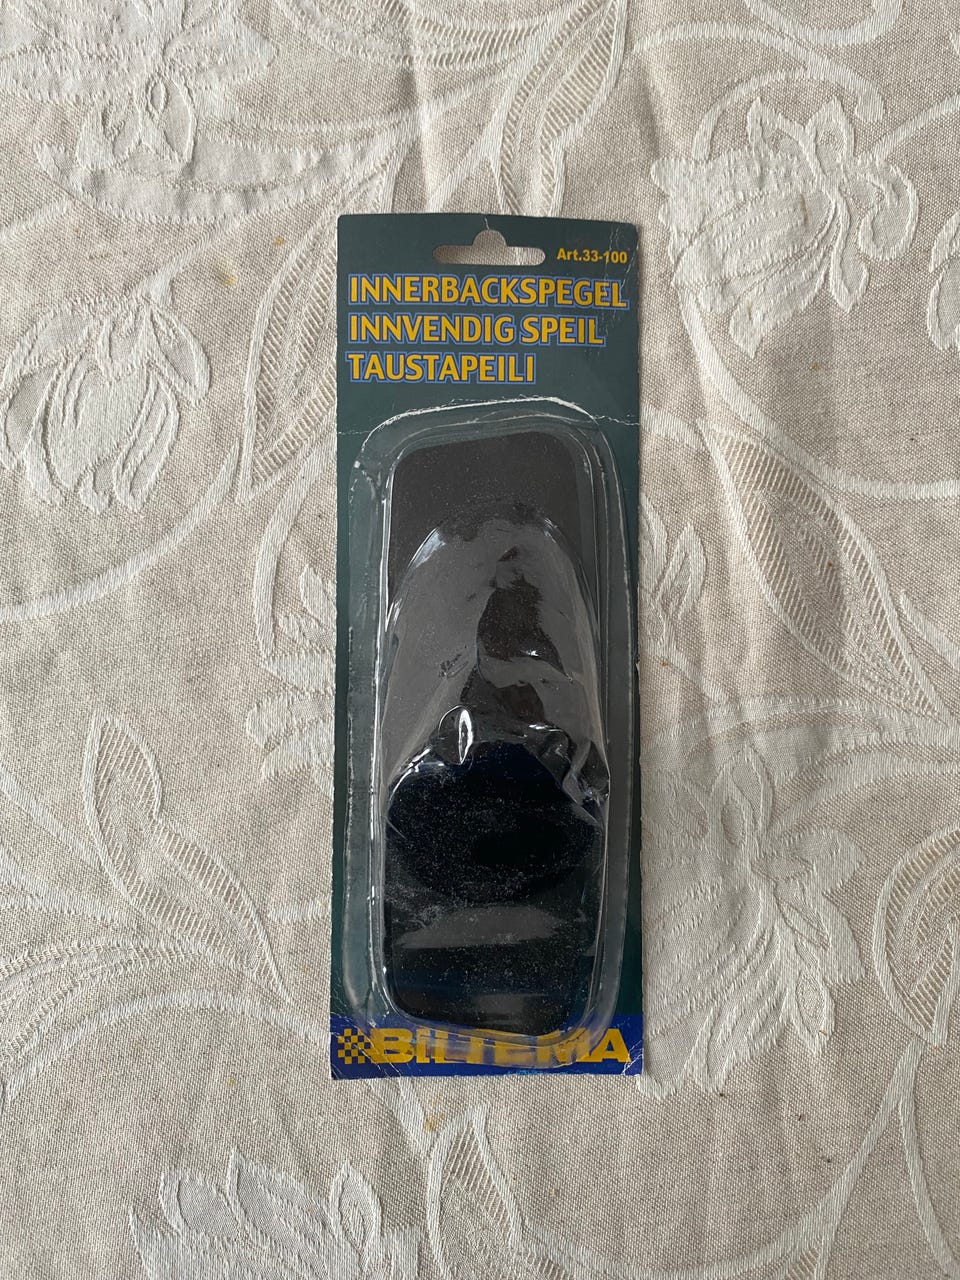 Art.33-100
INNERBACKSPEGEL
INNVENDIG SPEIL
TAUSTAPEILI
BILTEMA